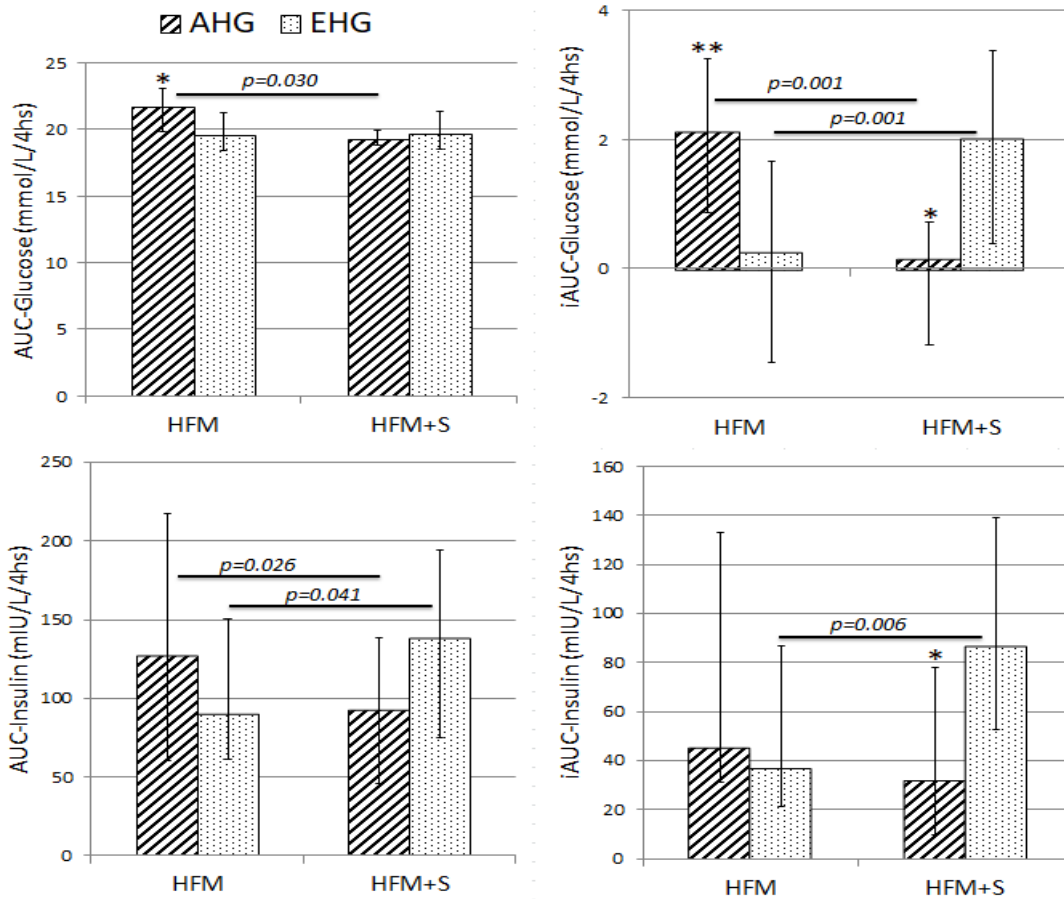 AHG EHG
AUC-Glucose (mmol/L/4hs)
25
20
15
10
5
0
*
p=0.030
HFM
HFM+S
iAUC-Glucose (mmol/L/4hs)
4
2
0
-2
**
p=0.001
p=0.001
*
HFM
HFM+S
AUC-Insulin (mIU/L/4hs)
250
200
150
100
50
0
p=0.026
p=0.041
HFM
HFM+S
iAUC-Insulin (mIU/L/4hs)
160
140
120
100
80
60
40
20
0
p=0.006
*
HFM
HFM+S